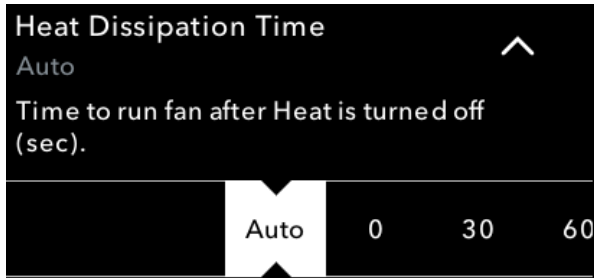 Heat Dissipation Time
Auto
Time to run fan after Heat is turned off
(sec).
Auto 0 30 60